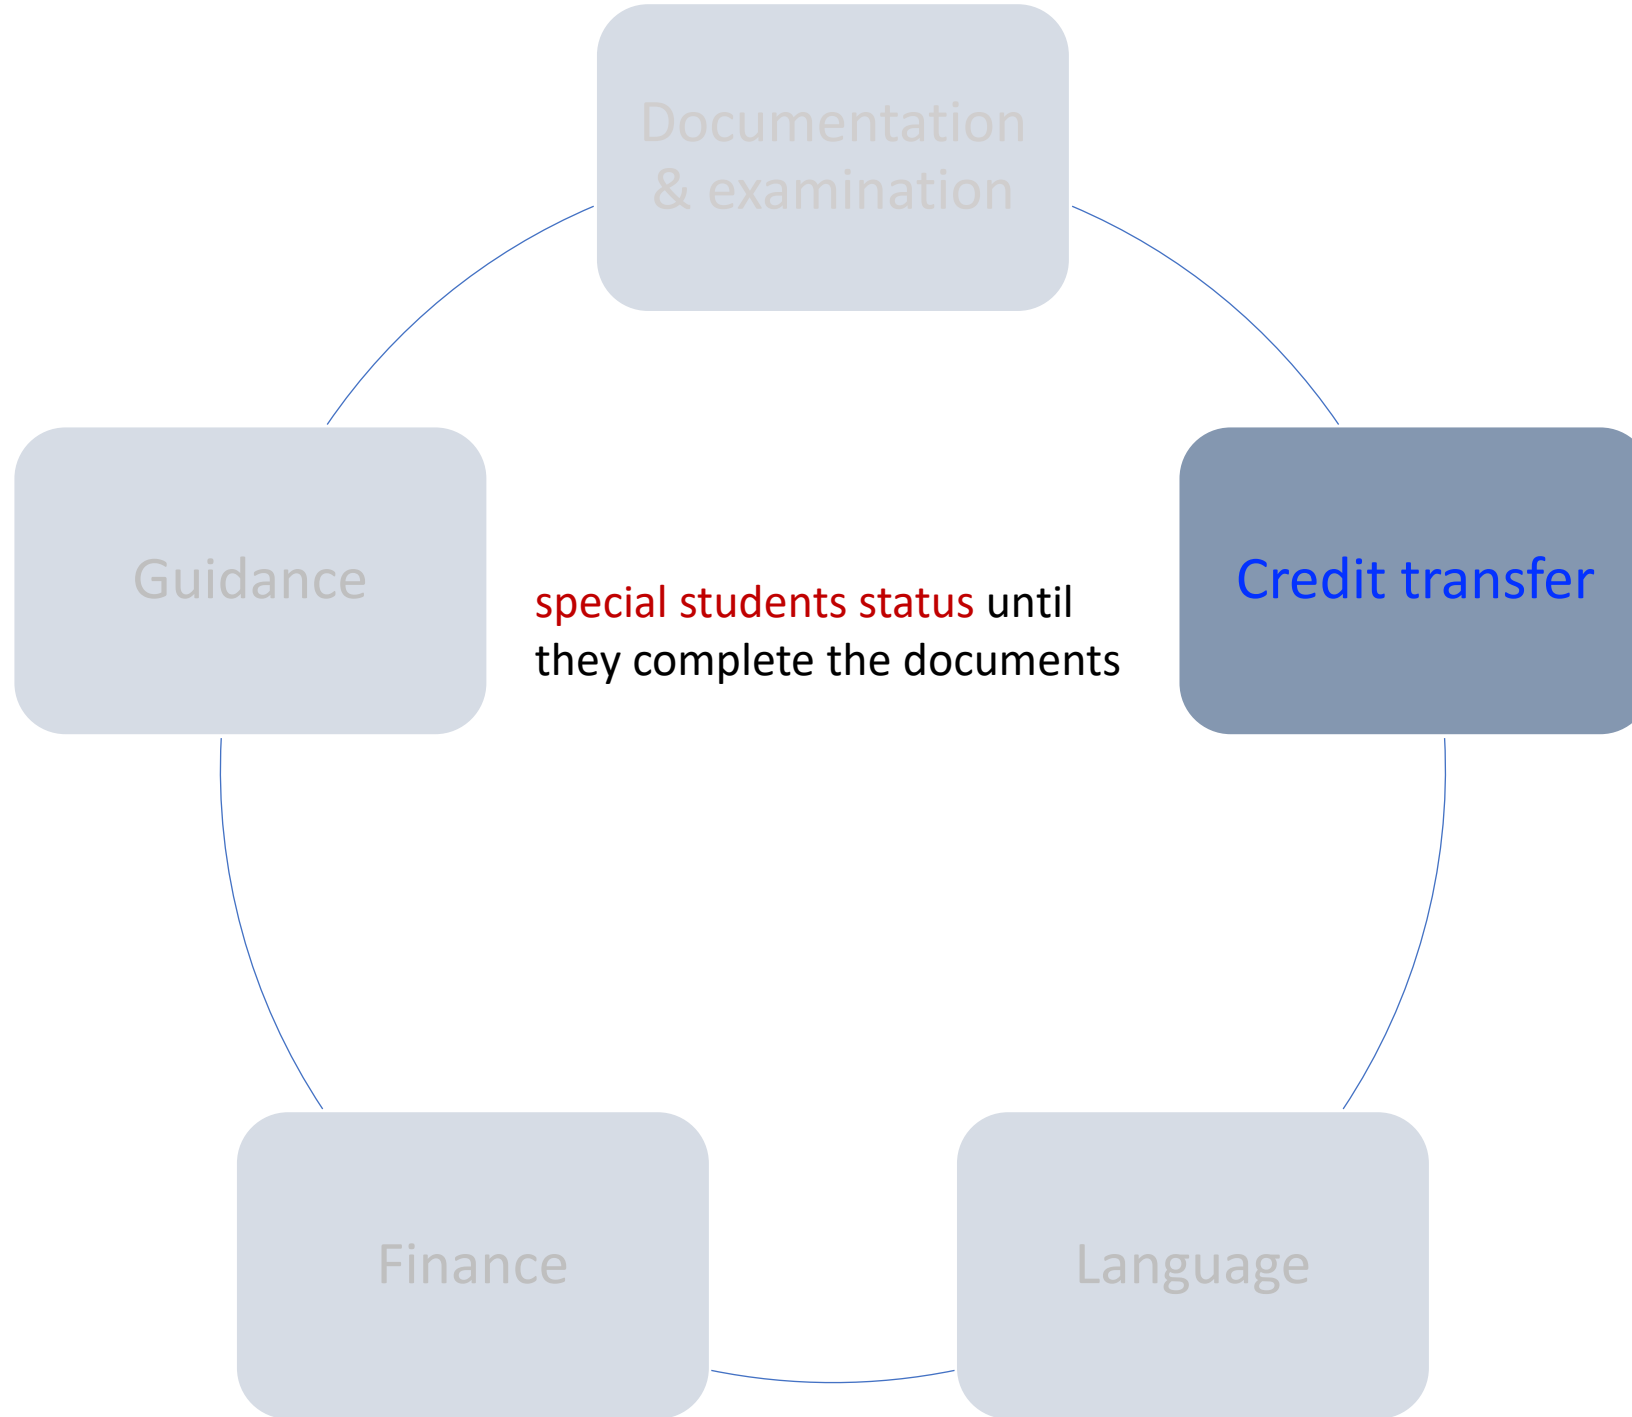 Documentation
& examination
Guidance
special students status until
they complete the documents
Credit transfer
Finance
Language